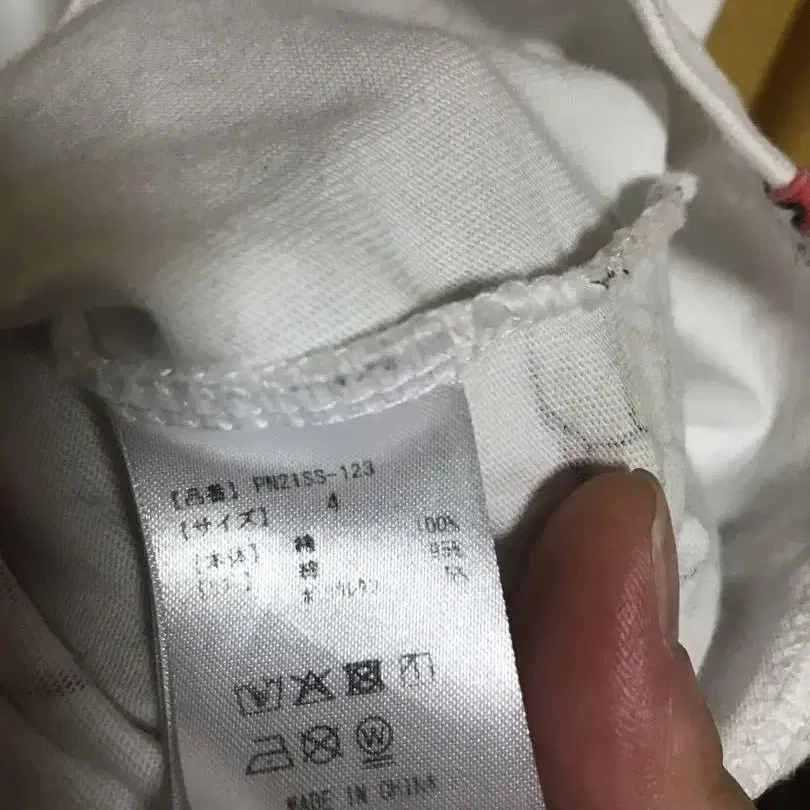 【品番】 PN21SS-123
【サイズ】 4
【本体】 綿 100%
【リブ】 綿 95%
ポリウレタン 5%
W
MADE IN CHINA